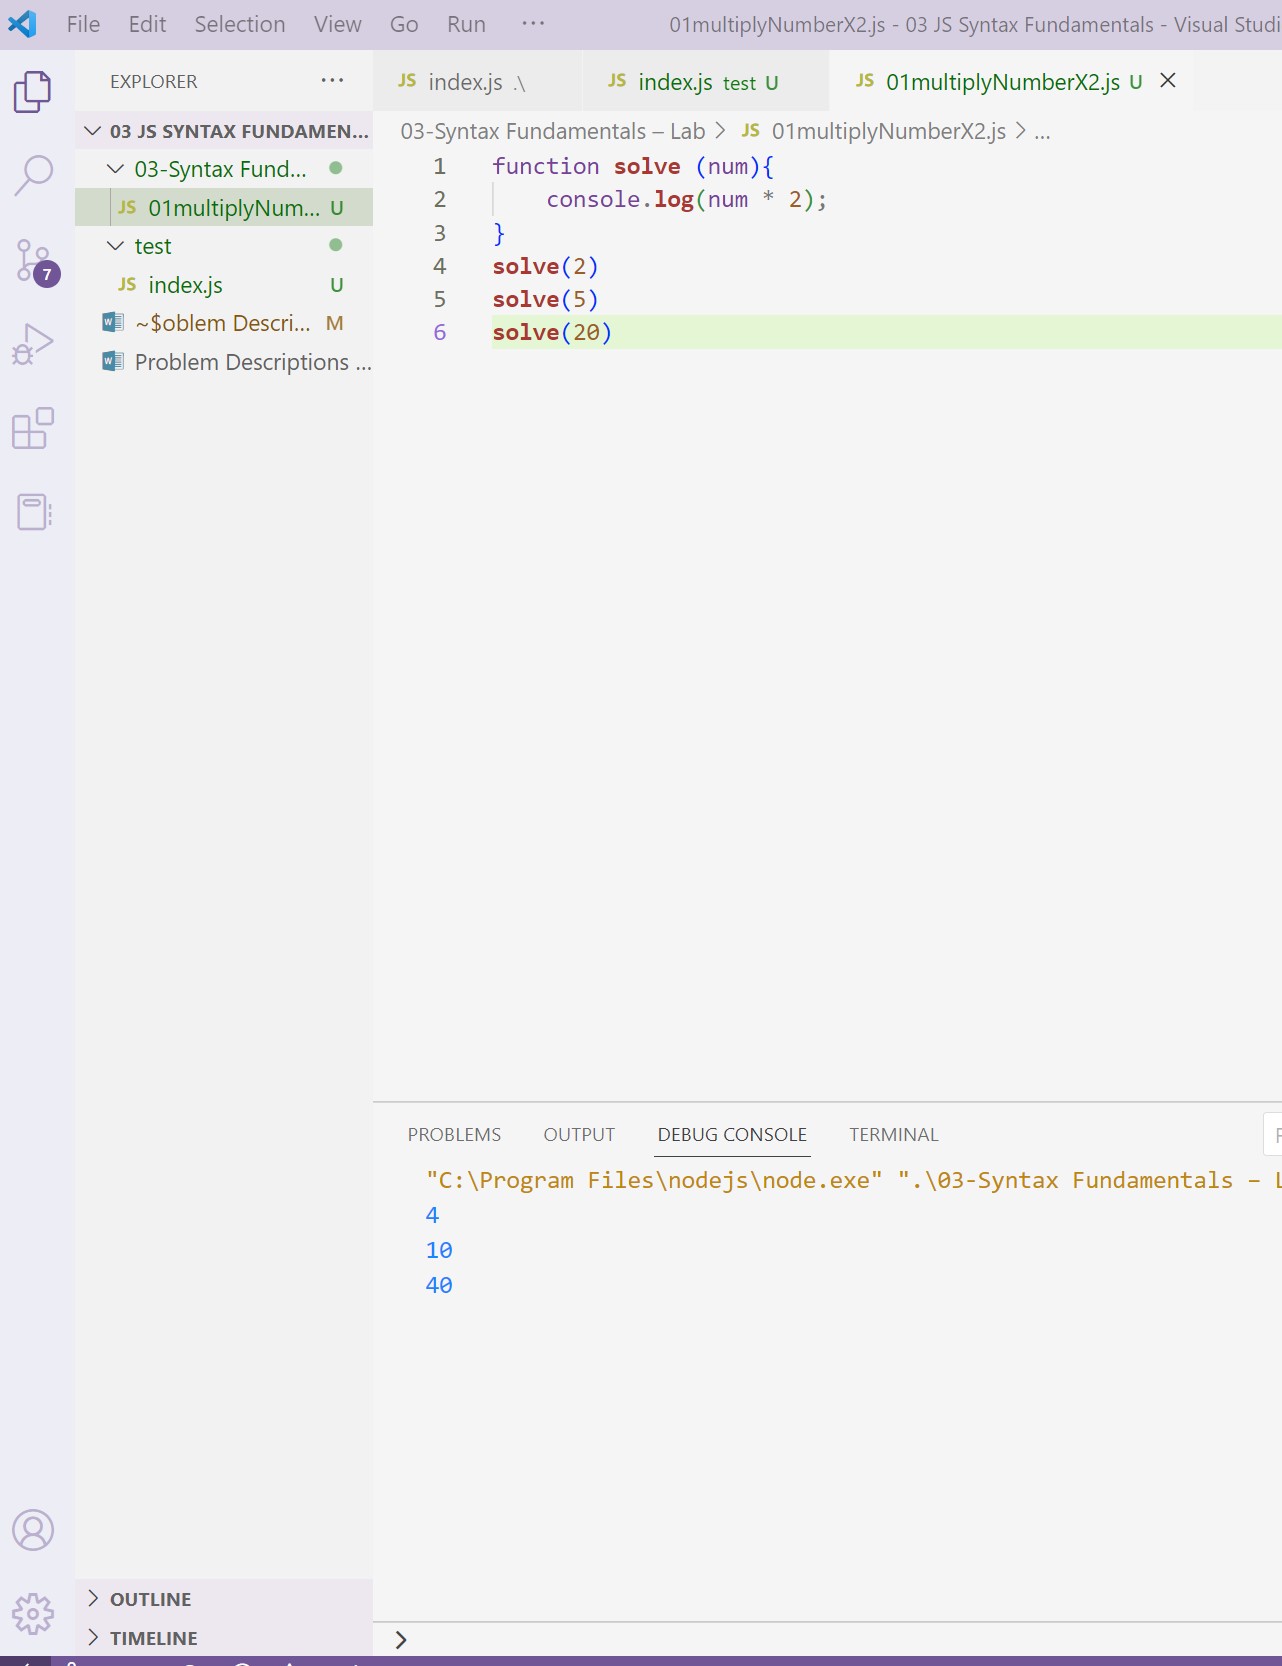 File Edit Selection View Go Run ··· 01multiplyNumberX2.js - 03 JS Syntax Fundamentals - Visual Studi
EXPLORER ···
03 JS SYNTAX FUNDAMEN...
03-Syntax Fund...
JS 01multiplyNum... U
test
JS index.js U
~$oblem Descri... M
Problem Descriptions ...
7
JS index.js .\ JS index.js test U JS 01multiplyNumberX2.js U
03-Syntax Fundamentals – Lab > JS 01multiplyNumberX2.js > ...
1 function solve (num){
2 console.log(num * 2);
3 }
4 solve(2)
5 solve(5)
6 solve(20)
PROBLEMS OUTPUT DEBUG CONSOLE TERMINAL
"C:\Program Files\nodejs\node.exe" ".\03-Syntax Fundamentals – L
4
10
40
OUTLINE
TIMELINE
>